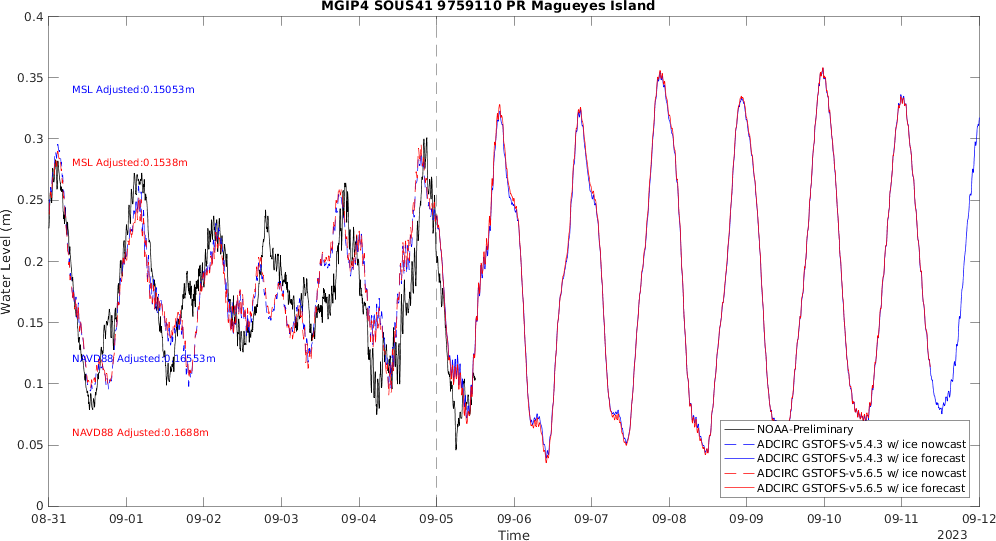 MGIP4 SOUS41 9759110 PR Magueyes Island
0.4
0.35
0.3
0.25
0.2
0.15
0.1
0.05
0
Water Level (m)
MSL Adjusted:0.15053m
MSL Adjusted:0.1538m
NAVD88 Adjusted:0.16553m
NAVD88 Adjusted:0.1688m
NOAA-Preliminary
ADCIRC GSTOFS-v5.4.3 w/ ice nowcast
ADCIRC GSTOFS-v5.4.3 w/ ice forecast
ADCIRC GSTOFS-v5.6.5 w/ ice nowcast
ADCIRC GSTOFS-v5.6.5 w/ ice forecast
08-31 09-01 09-02 09-03 09-04 09-05 09-06 09-07 09-08 09-09 09-10 09-11 09-12
Time
2023